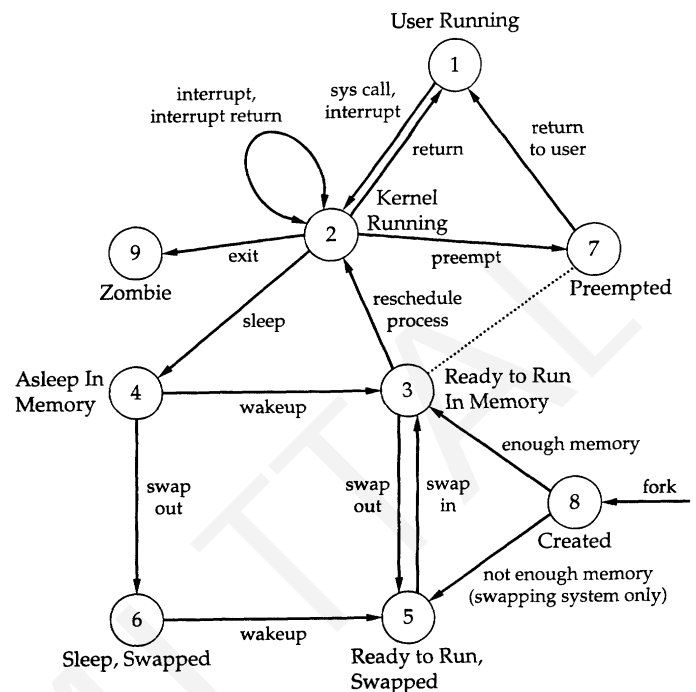 User Running
1
sys call,
interrupt
interrupt,
interrupt return
return
return
to user
Kernel
Running
2
7
9
exit
preempt
Zombie
Preempted
reschedule
process
sleep
Asleep In
Memory
4
wakeup
3
Ready to Run
In Memory
enough memory
swap
out
swap
out
swap
in
8
fork
Created
not enough memory
(swapping system only)
6
wakeup
5
Sleep, Swapped
Ready to Run,
Swapped